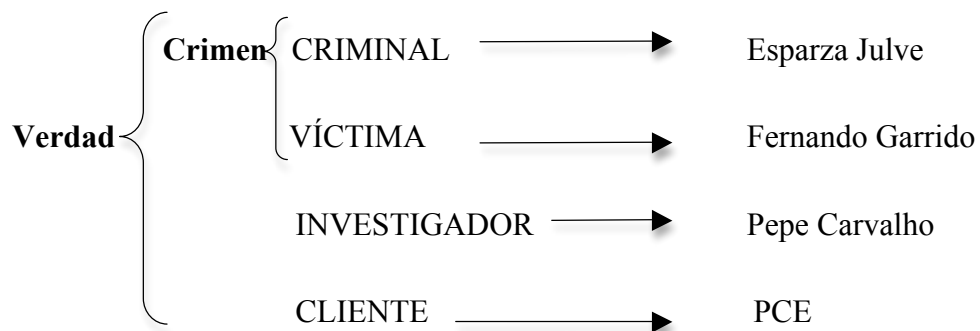 Crimen CRIMINAL Esparza Julve
Verdad VÍCTIMA Fernando Garrido
INVESTIGADOR Pepe Carvalho
CLIENTE PCE